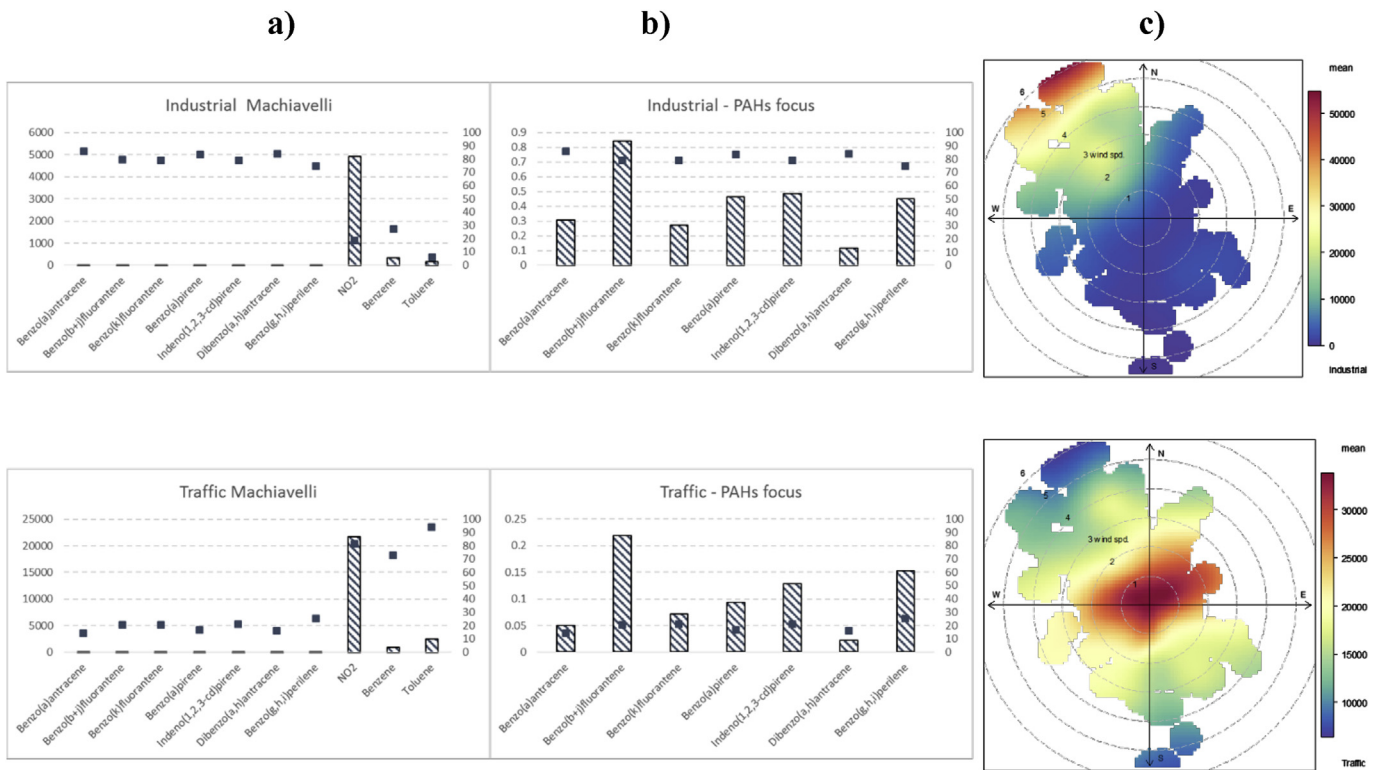 a)
b)
c)
Industrial Machiavelli
6000
5000
4000
3000
2000
1000
0
100
90
80
70
60
50
40
30
20
10
0
Benzo(a)antracene
Benzo(b+j)fluorantene
Benzo(k)fluorantene
Benzo(a)pirene
Indeno(1,2,3-cd)pirene
Dibenzo(a,h)antracene
Benzo(g,h,)perilene
NO2
Benzene
Toluene
Industrial - PAHs focus
0.9
0.8
0.7
0.6
0.5
0.4
0.3
0.2
0.1
0
100
90
80
70
60
50
40
30
20
10
0
Benzo(a)antracene
Benzo(b+j)fluorantene
Benzo(k)fluorantene
Benzo(a)pirene
Indeno(1,2,3-cd)pirene
Dibenzo(a,h)antracene
Benzo(g,h,)perilene
N
6
5
4
3 wind spd.
2
1
W
E
S
mean
50000
40000
30000
20000
10000
0
Industrial
Traffic Machiavelli
25000
20000
15000
10000
5000
0
100
90
80
70
60
50
40
30
20
10
0
Benzo(a)antracene
Benzo(b+j)fluorantene
Benzo(k)fluorantene
Benzo(a)pirene
Indeno(1,2,3-cd)pirene
Dibenzo(a,h)antracene
Benzo(g,h,i)perilene
NO2
Benzene
Toluene
Traffic - PAHs focus
0.25
0.2
0.15
0.1
0.05
0
100
90
80
70
60
50
40
30
20
10
0
Benzo(a)antracene
Benzo(b+j)fluorantene
Benzo(k)fluorantene
Benzo(a)pirene
Indeno(1,2,3-cd)pirene
Dibenzo(a,h)antracene
Benzo(g,h,i)perilene
N
6
5
4
3 wind spd.
2
1
W
E
S
mean
30000
25000
20000
15000
10000
Traffic